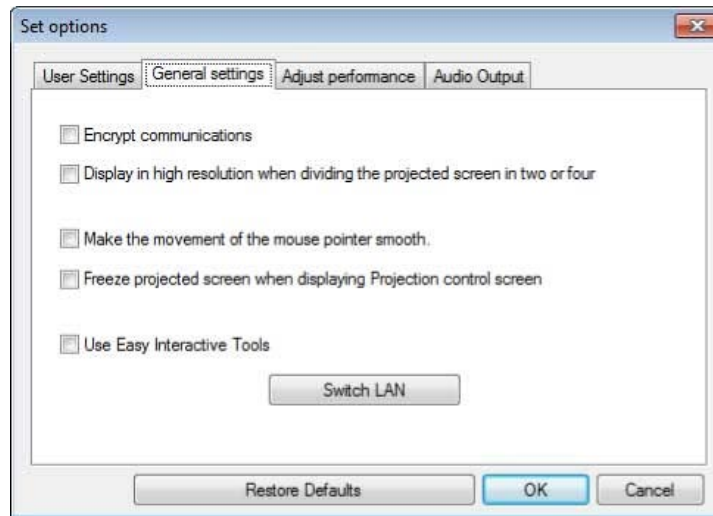 Set options
User Settings General settings Adjust performance Audio Output
Encrypt communications
Display in high resolution when dividing the projected screen in two or four
Make the movement of the mouse pointer smooth.
Freeze projected screen when displaying Projection control screen
Use Easy Interactive Tools
Switch LAN
Restore Defaults OK Cancel